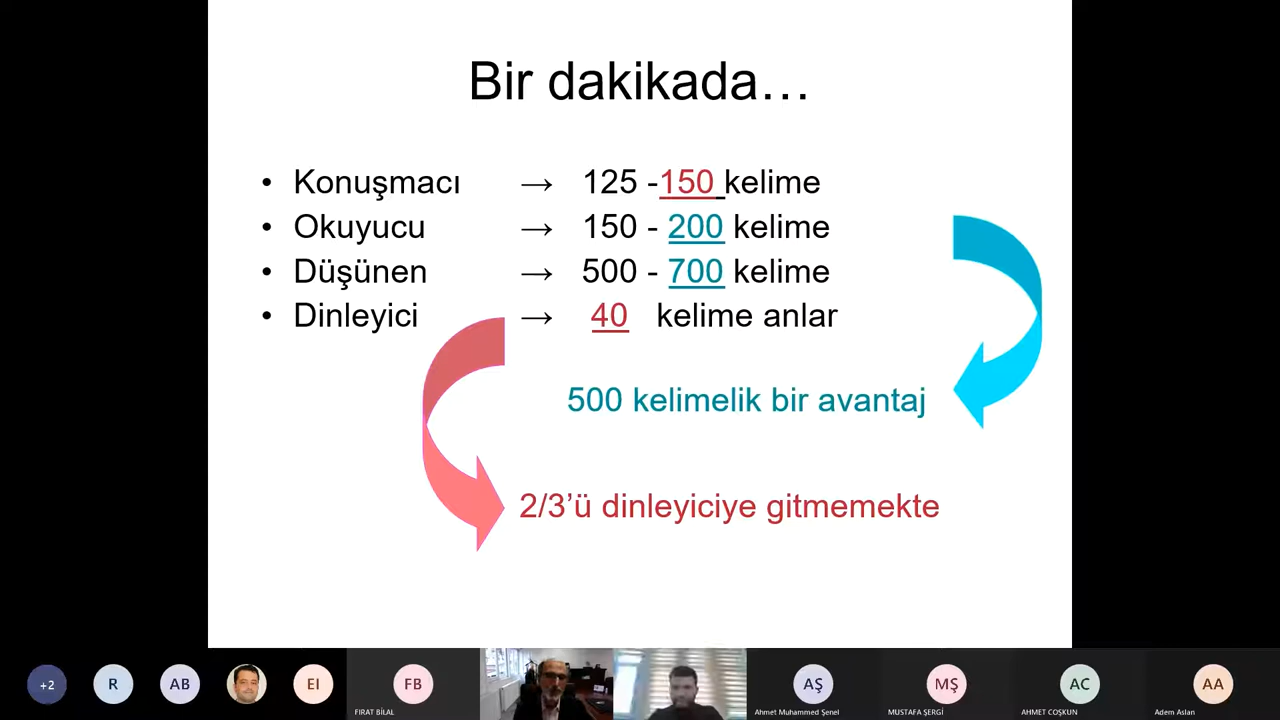 Bir dakikada…
• Konuşmacı → 125 -150 kelime
• Okuyucu → 150 - 200 kelime
• Düşünen → 500 - 700 kelime
• Dinleyici → 40 kelime anlar
500 kelimelik bir avantaj
2/3’ü dinleyiciye gitmemekte
+2
R
AB
EI
FB
FIRAT BİLAL
AŞ
Ahmet Muhammed Şenel
MŞ
MUSTAFA ŞERGİ
AC
AHMET COŞKUN
AA
Adem Aslan